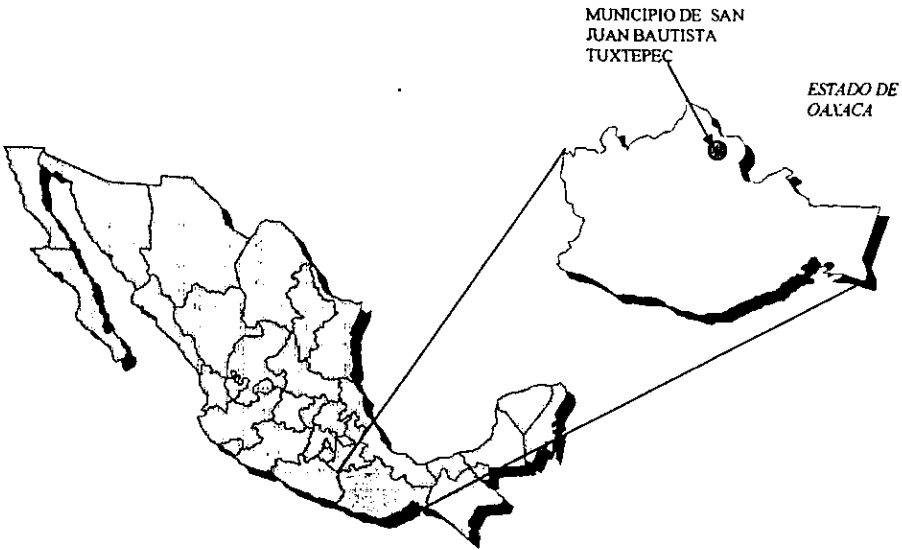 MUNICIPIO DE SAN
JUAN BAUTISTA
TUXTEPEC
ESTADO DE
OAXACA